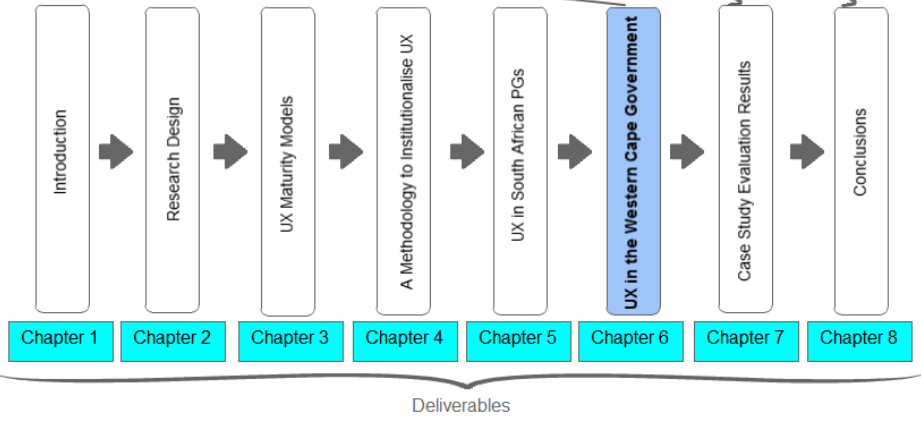 Introduction
Research Design
UX Maturity Models
A Methodology to Institutionalise UX
UX in South African PGs
UX in the Western Cape Government
Case Study Evaluation Results
Conclusions
Chapter 1
Chapter 2
Chapter 3
Chapter 4
Chapter 5
Chapter 6
Chapter 7
Chapter 8
Deliverables